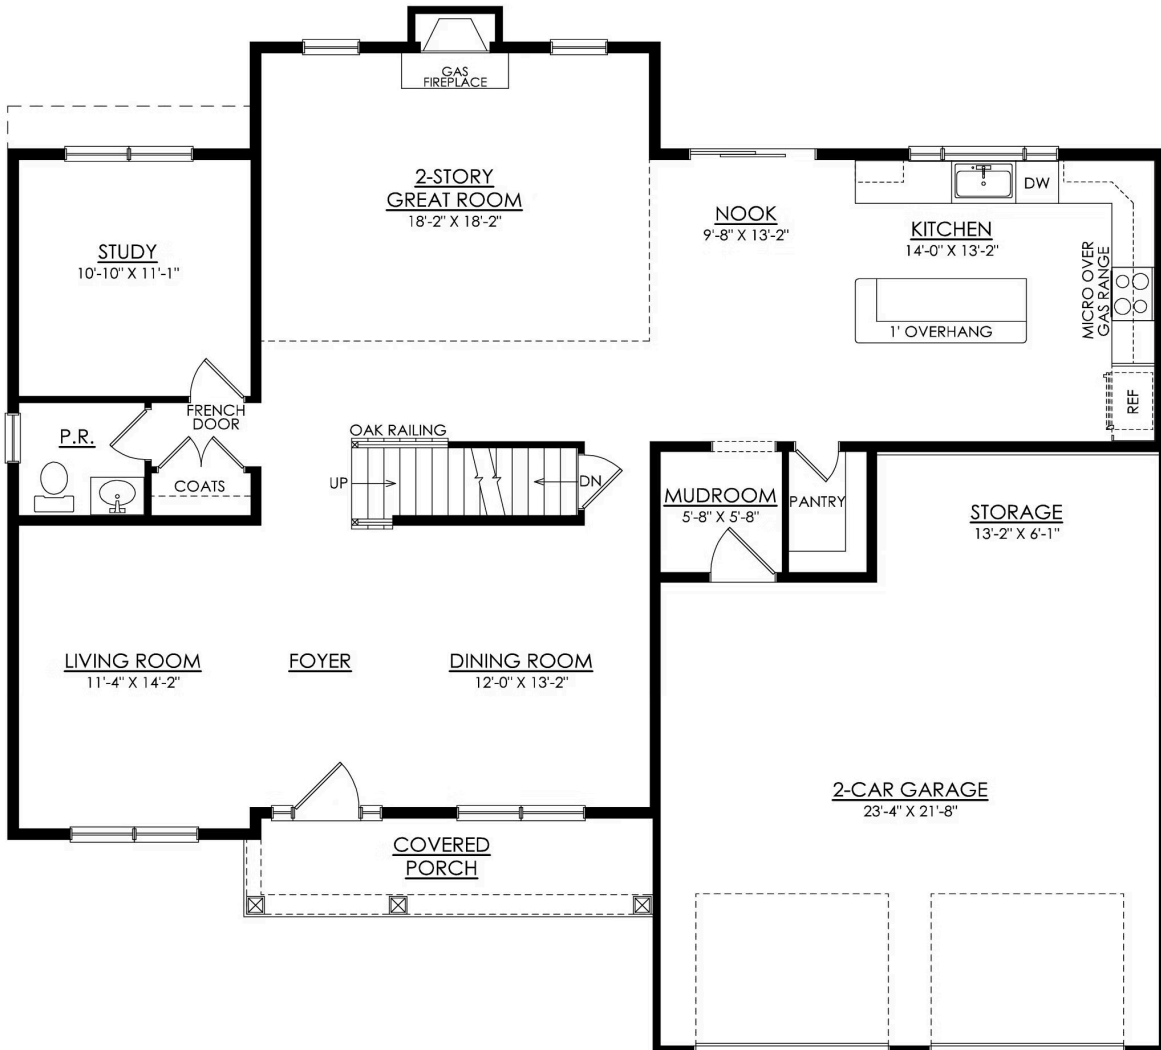 GAS
FIREPLACE
2-STORY
GREAT ROOM
18'-2" X 18'-2"
STUDY
10'-10" X 11'-1"
NOOK
9'-8" X 13'-2"
DW
KITCHEN
14'-0" X 13'-2"
MICRO OVER
GAS RANGE
1' OVERHANG
REF
FRENCH
DOOR
P.R.
COATS
OAK RAILING
UP
DN
MUDROOM
5'-8" X 5'-8"
PANTRY
STORAGE
13'-2" X 6'-1"
LIVING ROOM
11'-4" X 14'-2"
FOYER
DINING ROOM
12'-0" X 13'-2"
2-CAR GARAGE
23'-4" X 21'-8"
COVERED
PORCH